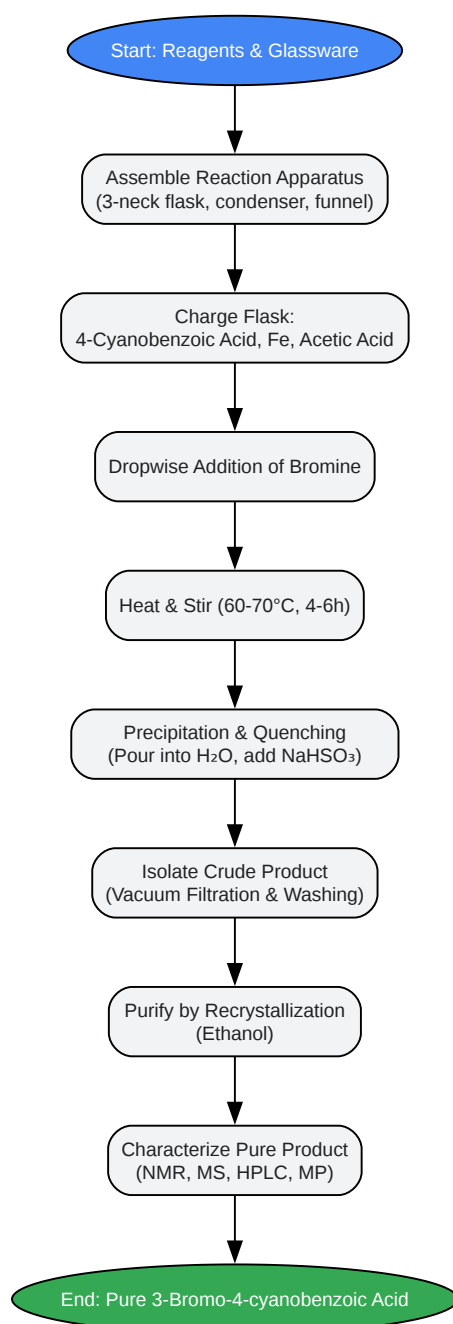 Start: Reagents & Glassware
Assemble Reaction Apparatus
(3-neck flask, condenser, funnel)
Charge Flask:
4-Cyanobenzoic Acid, Fe, Acetic Acid
Dropwise Addition of Bromine
Heat & Stir (60-70°C, 4-6h)
Precipitation & Quenching
(Pour into H₂O, add NaHSO₃)
Isolate Crude Product
(Vacuum Filtration & Washing)
Purify by Recrystallization
(Ethanol)
Characterize Pure Product
(NMR, MS, HPLC, MP)
End: Pure 3-Bromo-4-cyanobenzoic Acid